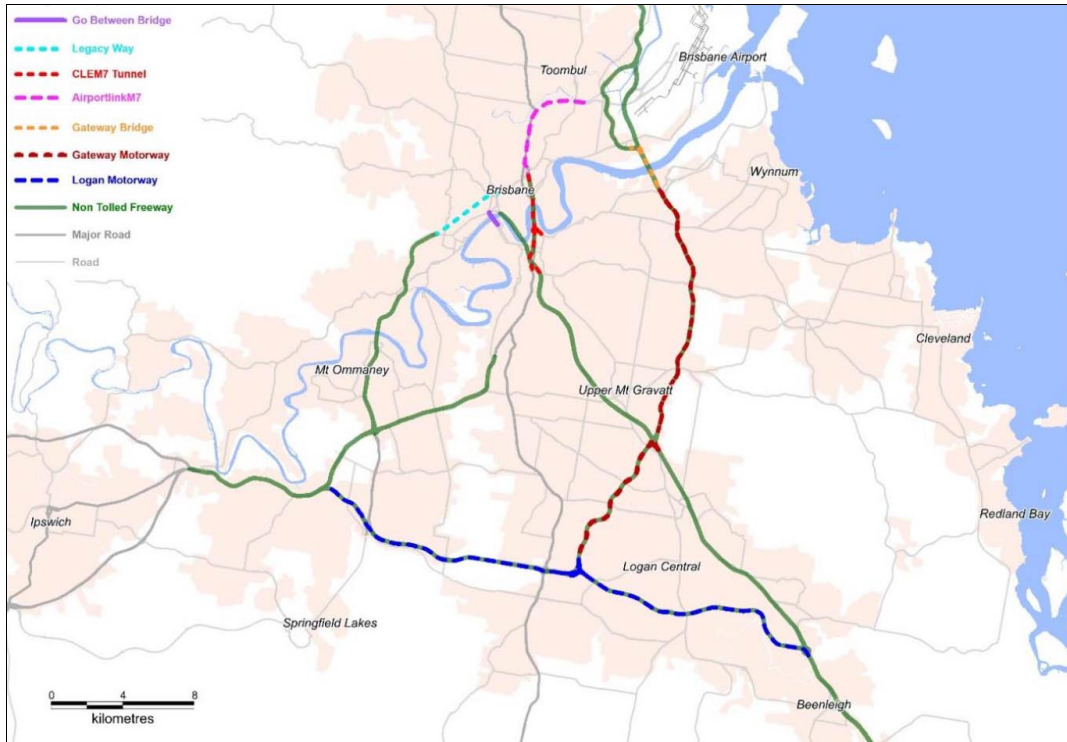 Go Between Bridge
Legacy Way
CLEM7 Tunnel
AirportlinkM7
Gateway Bridge
Gateway Motorway
Logan Motorway
Non Tolled Freeway
Major Road
Road
Brisbane Airport
Toombul
Wynnum
Brisbane
Cleveland
Mt Ommaney
Upper Mt Gravatt
Redland Bay
Ipswich
Logan Central
Springfield Lakes
Beenleigh
0 4 8
kilometres